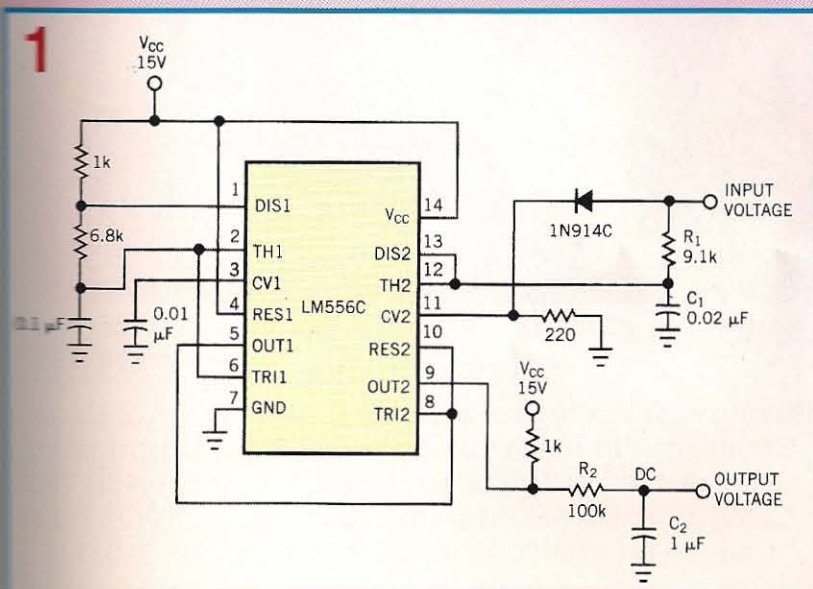 1
VCC
15V
1k
6.8k
0.01
µF
1
2
3
4
5
6
7
DIS1
TH1
CV1
RES1
OUT1
TRI1
GND
LM556C
VCC
DIS2
TH2
CV2
RES2
OUT2
TRI2
14
13
12
11
10
9
8
1N914C
INPUT
VOLTAGE
R1
9.1k
C1
0.02 µF
220
VCC
15V
1k
R2
100k
DC
OUTPUT
VOLTAGE
C2
1 µF